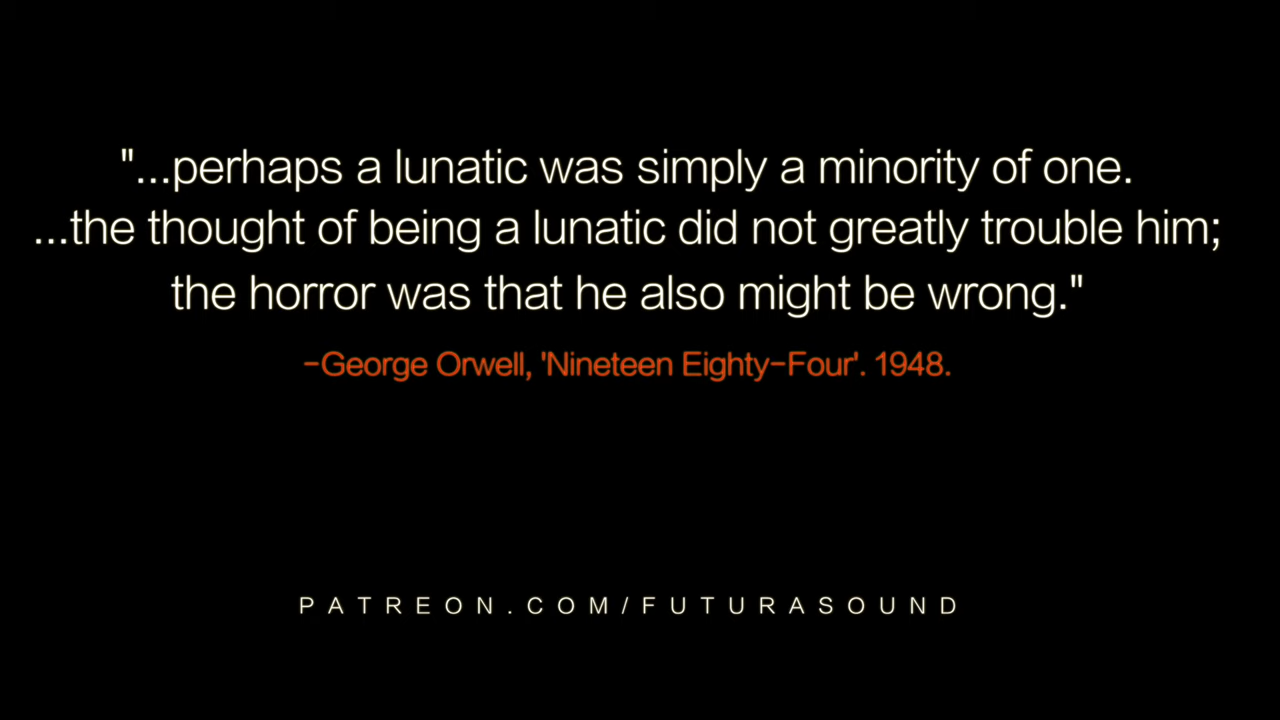 "...perhaps a lunatic was simply a minority of one.
...the thought of being a lunatic did not greatly trouble him;
the horror was that he also might be wrong."
-George Orwell, 'Nineteen Eighty-Four'. 1948.
PATREON.COM/FUTURASOUND